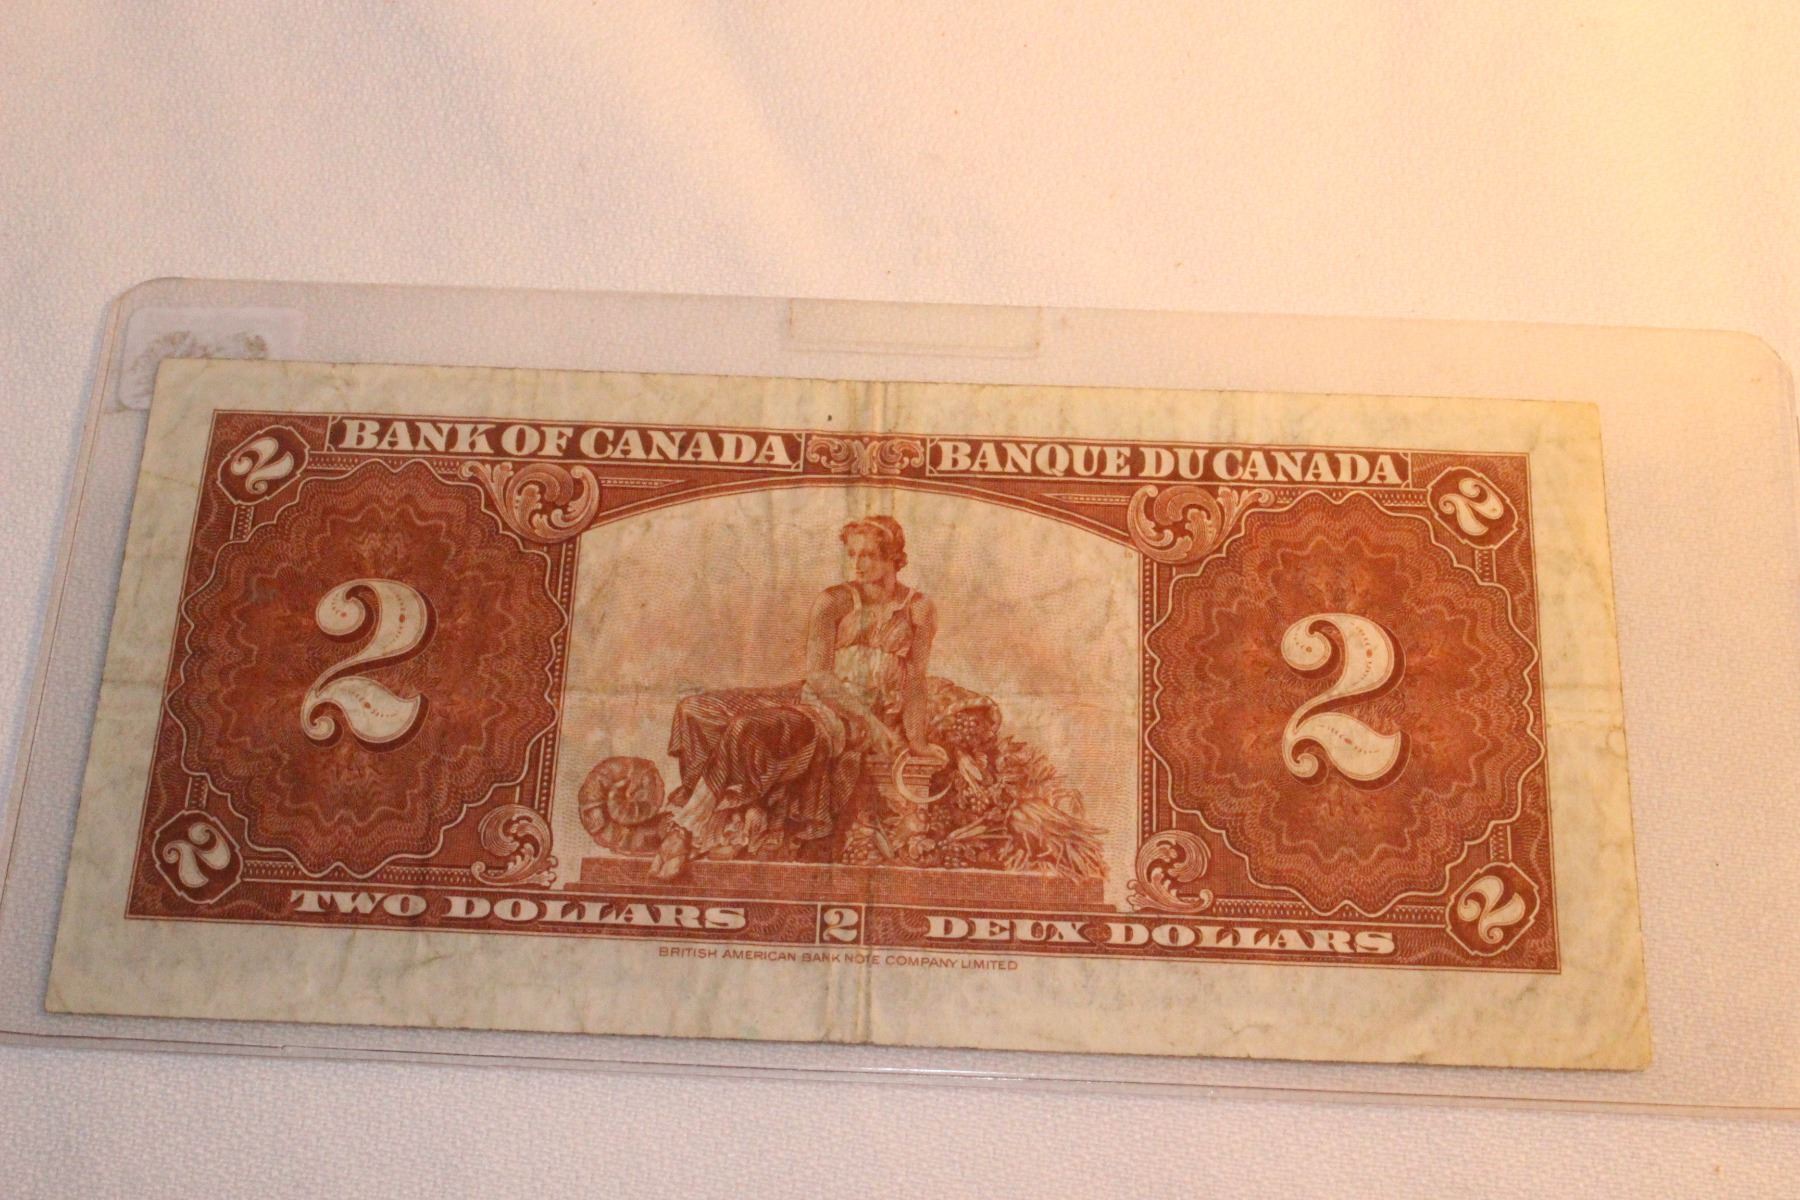 2 BANK OF CANADA BANQUE DU CANADA 2
2 2
2 TWO DOLLARS 2 DEUX DOLLARS 2
BRITISH AMERICAN BANK NOTE COMPANY LIMITED